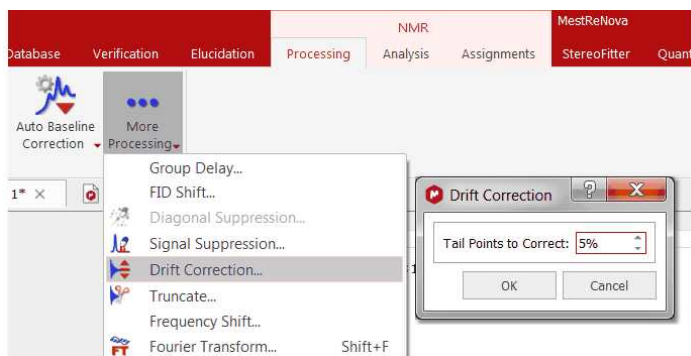 NMR
MestReNova
Database Verification Elucidation Processing Analysis Assignments StereoFitter Quant
Auto Baseline
Correction
More
Processing
1*
Group Delay...
FID Shift...
Diagonal Suppression...
Signal Suppression...
Drift Correction...
Truncate...
Frequency Shift...
FT Fourier Transform... Shift+F
Drift Correction
Tail Points to Correct: 5%
OK Cancel